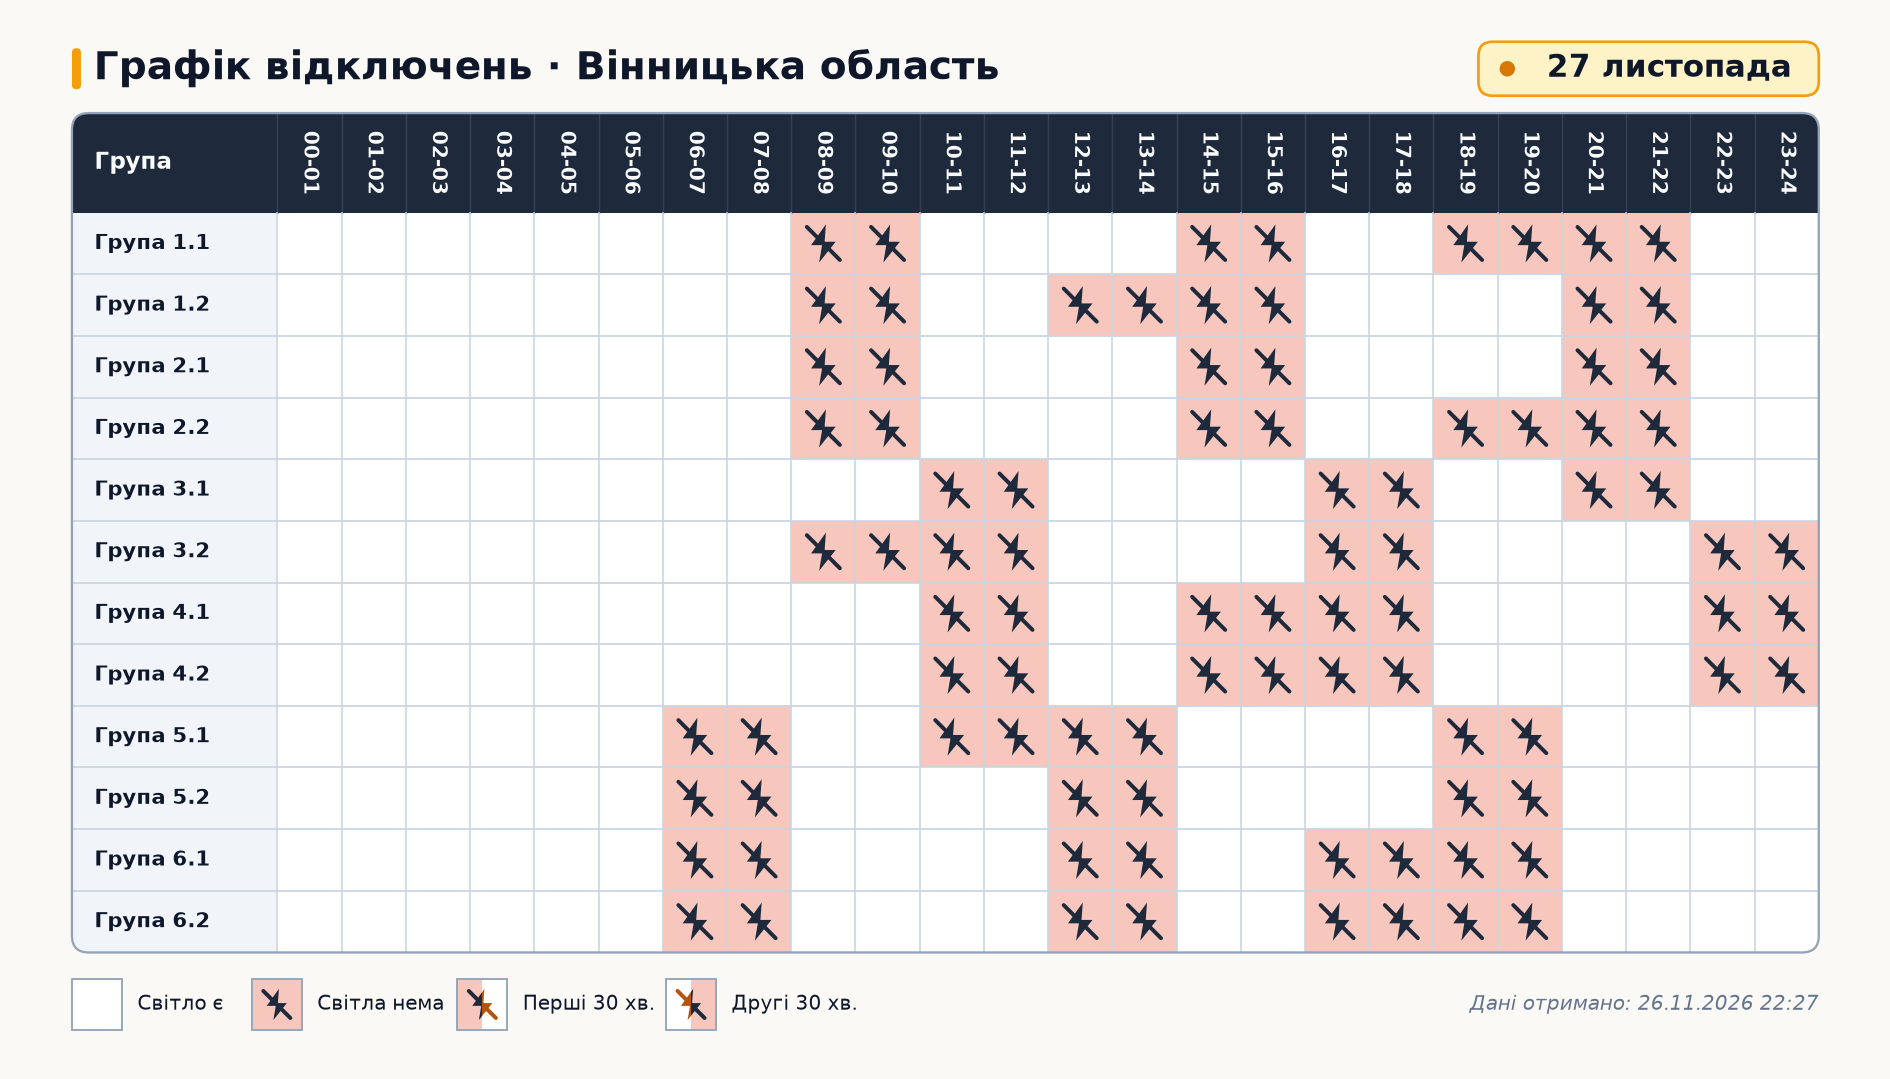 Графік відключень · Вінницька область
27 листопада
Група 00-01 01-02 02-03 03-04 04-05 05-06 06-07 07-08 08-09 09-10 10-11 11-12 12-13 13-14 14-15 15-16 16-17 17-18 18-19 19-20 20-21 21-22 22-23 23-24
Група 1.1
Група 1.2
Група 2.1
Група 2.2
Група 3.1
Група 3.2
Група 4.1
Група 4.2
Група 5.1
Група 5.2
Група 6.1
Група 6.2
Світло є Світла нема Перші 30 хв. Другі 30 хв.
Дані отримано: 26.11.2026 22:27